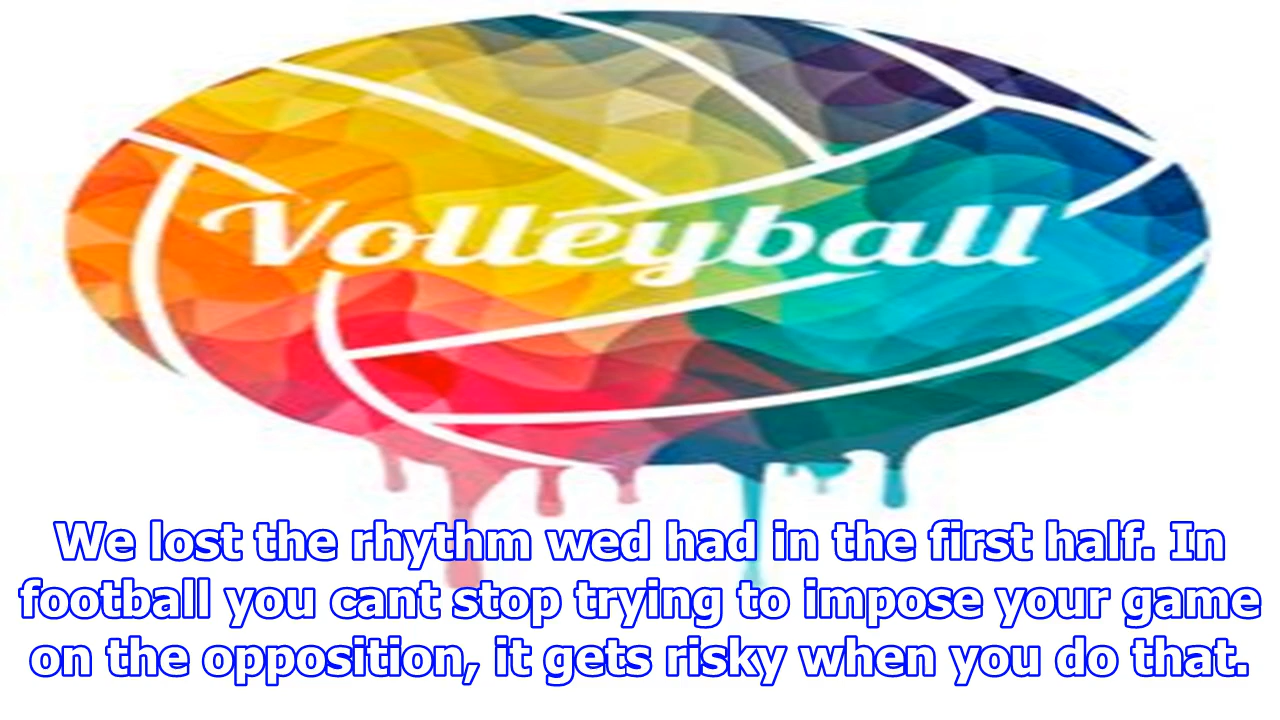 Volleyball
We lost the rhythm wed had in the first half. In
football you cant stop trying to impose your game
on the opposition, it gets risky when you do that.